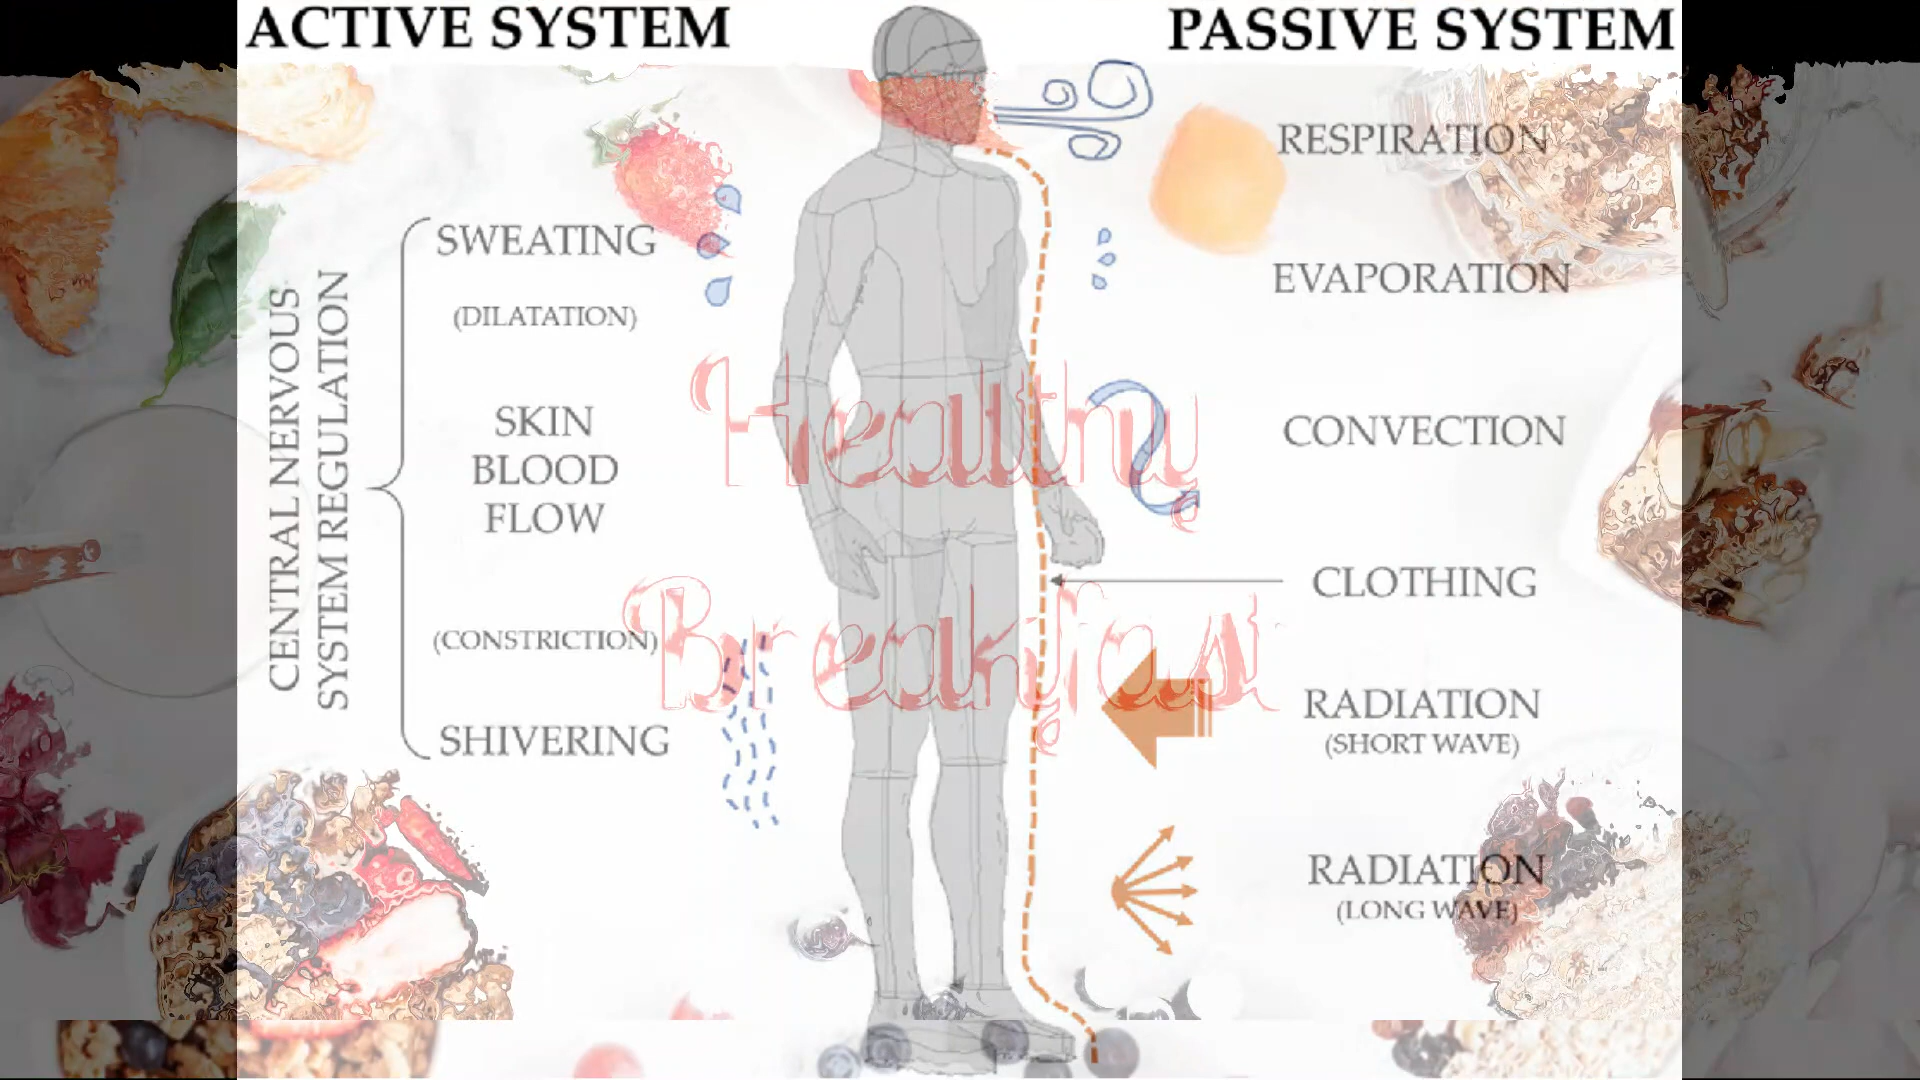 ACTIVE SYSTEM
PASSIVE SYSTEM
CENTRAL NERVOUS
SYSTEM REGULATION
SWEATING
(DILATATION)
SKIN
BLOOD
FLOW
(CONSTRICTION)
SHIVERING
RESPIRATION
EVAPORATION
CONVECTION
CLOTHING
RADIATION
(SHORT WAVE)
RADIATION
(LONG WAVE)
Healthy
Breakfast